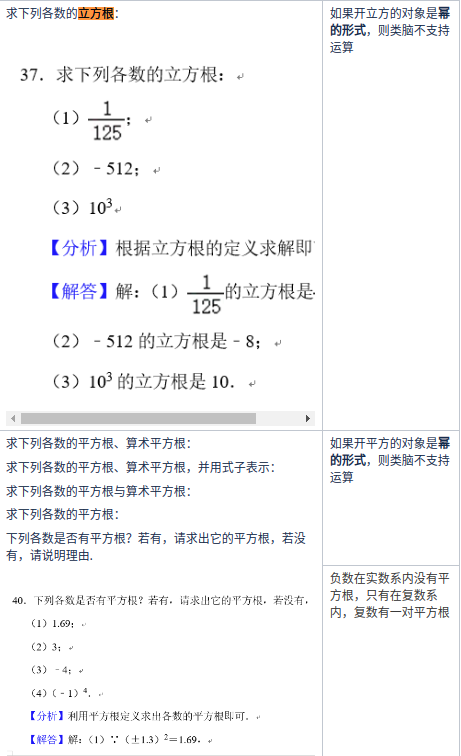 求下列各数的立方根：
37．求下列各数的立方根：
（1）1/125；
（2）﹣512；
（3）10³
【分析】根据立方根的定义求解即
【解答】解：（1）1/125的立方根是
（2）﹣512 的立方根是﹣8；
（3）10³ 的立方根是 10．
如果开立方的对象是幂
的形式，则类脑不支持
运算
求下列各数的平方根、算术平方根：
求下列各数的平方根、算术平方根，并用式子表示：
求下列各数的平方根与算术平方根：
求下列各数的平方根：
下列各数是否有平方根？若有，请求出它的平方根，若没
有，请说明理由.
如果开平方的对象是幂
的形式，则类脑不支持
运算
40．下列各数是否有平方根？若有，请求出它的平方根，若没有，
（1）1.69；
（2）3；
（3）﹣4；
（4）（﹣1）⁴．
【分析】利用平方根定义求出各数的平方根即可．
【解答】解：（1）∵（±1.3）²＝1.69，
负数在实数系内没有平
方根，只有在复数系
内，复数有一对平方根